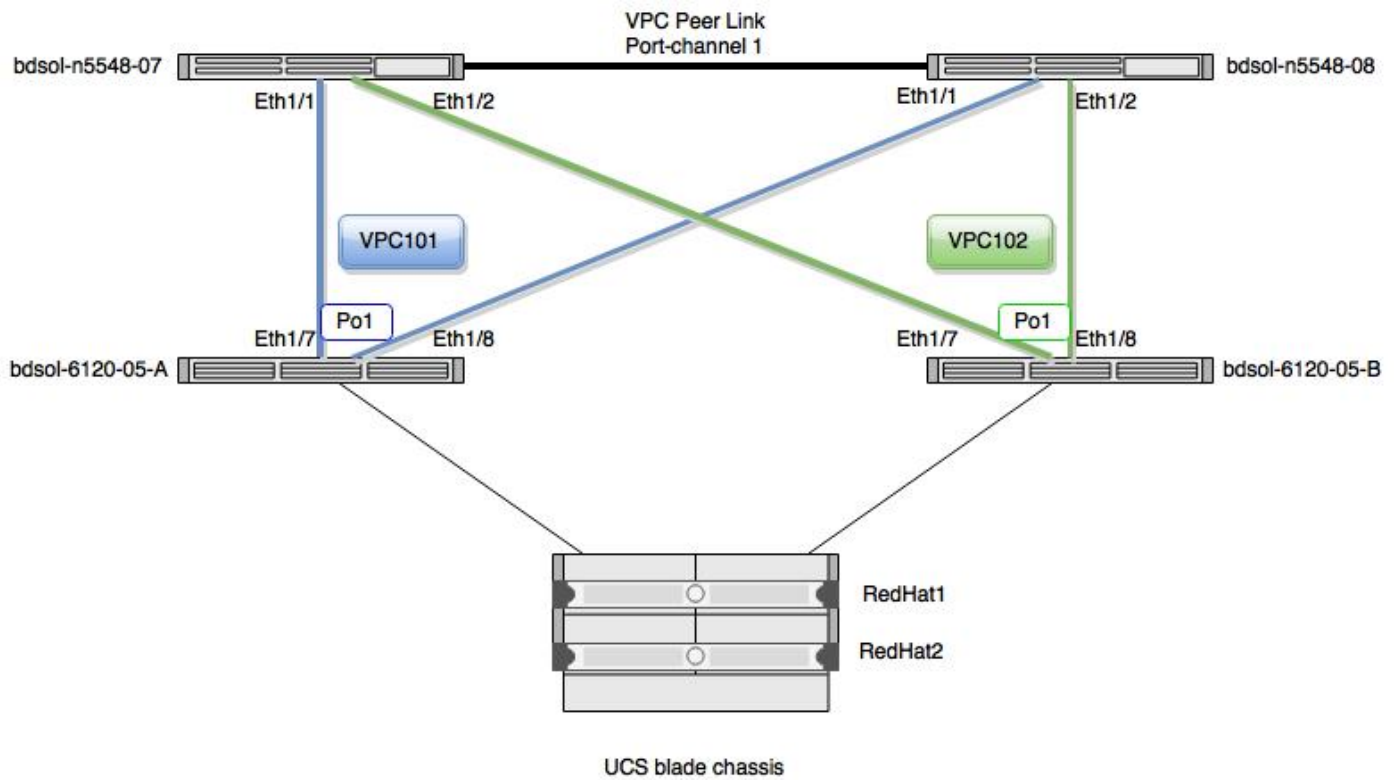 VPC Peer Link
Port-channel 1
bdsol-n5548-07
bdsol-n5548-08
Eth1/1
Eth1/2
Eth1/1
Eth1/2
VPC101
VPC102
Po1
Po1
Eth1/7
Eth1/8
Eth1/7
Eth1/8
bdsol-6120-05-A
bdsol-6120-05-B
RedHat1
RedHat2
UCS blade chassis